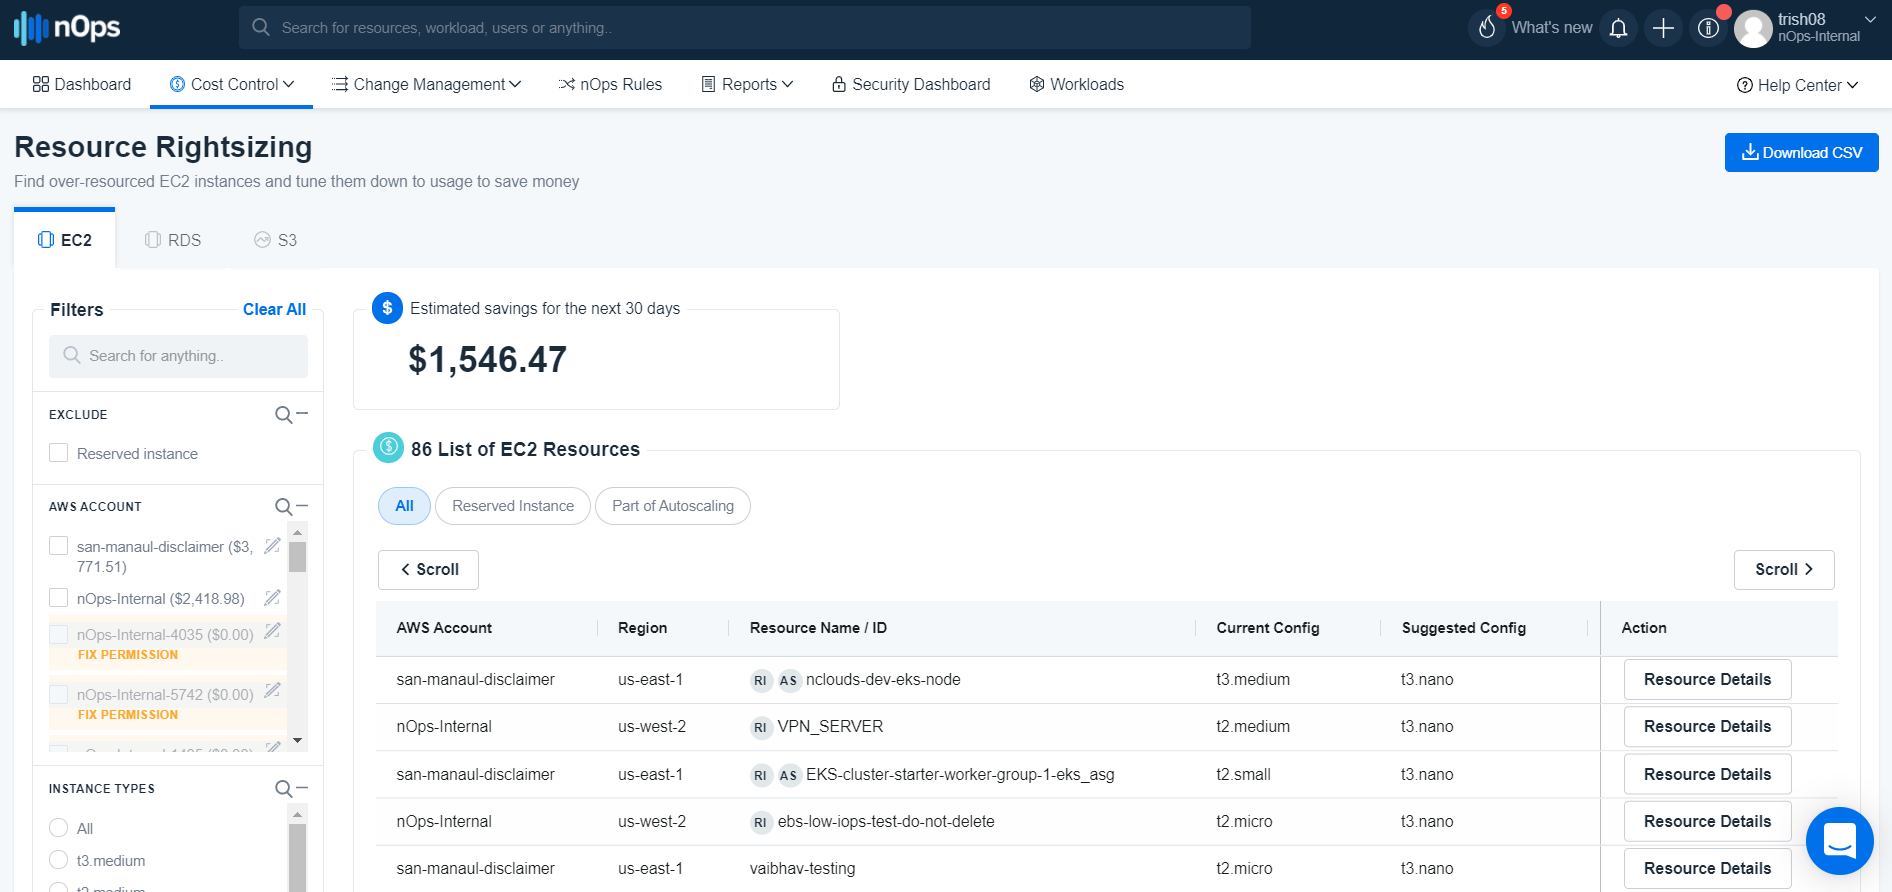 nOps
Search for resources, workload, users or anything..
5
What's new
trish08
nOps-Internal
Dashboard
Cost Control
Change Management
nOps Rules
Reports
Security Dashboard
Workloads
Help Center
Resource Rightsizing
Find over-resourced EC2 instances and tune them down to usage to save money
Download CSV
EC2
RDS
S3
Filters
Clear All
Search for anything..
EXCLUDE
Reserved instance
AWS ACCOUNT
san-manaul-disclaimer ($3,
771.51)
nOps-Internal ($2,418.98)
nOps-Internal-4035 ($0.00)
FIX PERMISSION
nOps-Internal-5742 ($0.00)
FIX PERMISSION
INSTANCE TYPES
All
t3.medium
t2.medium
$ Estimated savings for the next 30 days
$1,546.47
86 List of EC2 Resources
All
Reserved Instance
Part of Autoscaling
Scroll
Scroll
AWS Account Region Resource Name / ID Current Config Suggested Config Action
san-manaul-disclaimer us-east-1 RI AS nclouds-dev-eks-node t3.medium t3.nano Resource Details
nOps-Internal us-west-2 RI VPN_SERVER t2.medium t3.nano Resource Details
san-manaul-disclaimer us-east-1 RI AS EKS-cluster-starter-worker-group-1-eks_asg t2.small t3.nano Resource Details
nOps-Internal us-west-2 RI ebs-low-iops-test-do-not-delete t2.micro t3.nano Resource Details
san-manaul-disclaimer us-east-1 vaibhav-testing t2.micro t3.nano Resource Details